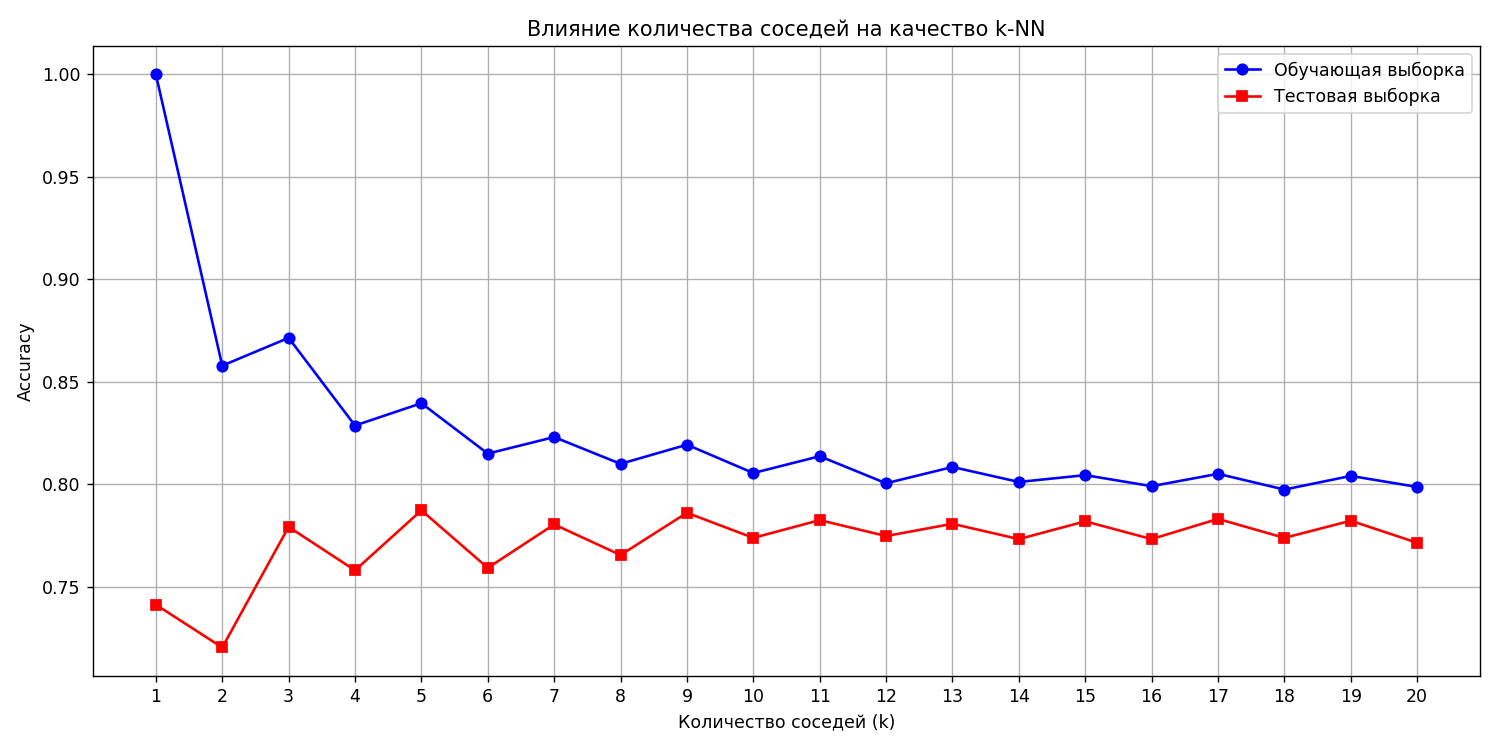 Влияние количества соседей на качество k-NN
Обучающая выборка
Тестовая выборка
Accuracy
1.00
0.95
0.90
0.85
0.80
0.75
1 2 3 4 5 6 7 8 9 10 11 12 13 14 15 16 17 18 19 20
Количество соседей (k)